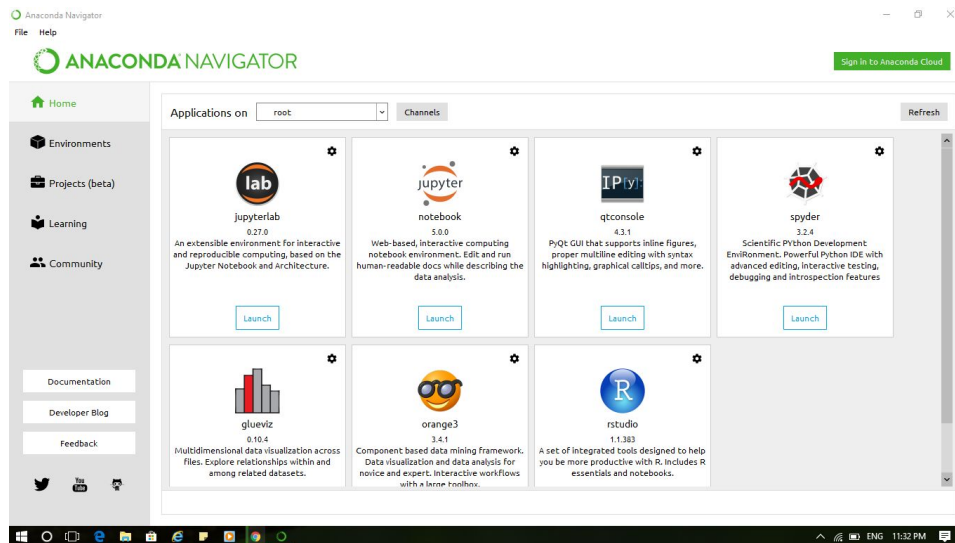 Anaconda Navigator
File Help
ANACONDA NAVIGATOR
Sign in to Anaconda Cloud
Home
Environments
Projects (beta)
Learning
Community
Documentation
Developer Blog
Feedback
You
Tube
Applications on root Channels Refresh
lab
jupyterlab
0.27.0
An extensible environment for interactive
and reproducible computing, based on the
Jupyter Notebook and Architecture.
Launch
jupyter
notebook
5.0.0
Web-based, interactive computing
notebook environment. Edit and run
human-readable docs while describing the
data analysis.
Launch
IP[y]:
qtconsole
4.3.1
PyQt GUI that supports inline figures,
proper multiline editing with syntax
highlighting, graphical calltips, and more.
Launch
spyder
3.2.4
Scientific PYthon Development
EnviRonment. Powerful Python IDE with
advanced editing, interactive testing,
debugging and introspection features
Launch
glueviz
0.10.4
Multidimensional data visualization across
files. Explore relationships within and
among related datasets.
orange3
3.4.1
Component based data mining framework.
Data visualization and data analysis for
novice and expert. Interactive workflows
with a large toolbox.
R
rstudio
1.1.383
A set of integrated tools designed to help
you be more productive with R. Includes R
essentials and notebooks.
ENG 11:32 PM